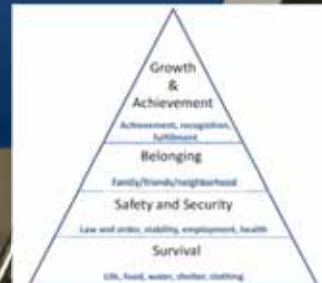 Growth
&
Achievement
Achievement, recognition,
fulfillment
Belonging
Family/friends/neighborhood
Safety and Security
Law and order, stability, employment, health
Survival
Life, food, water, shelter, clothing